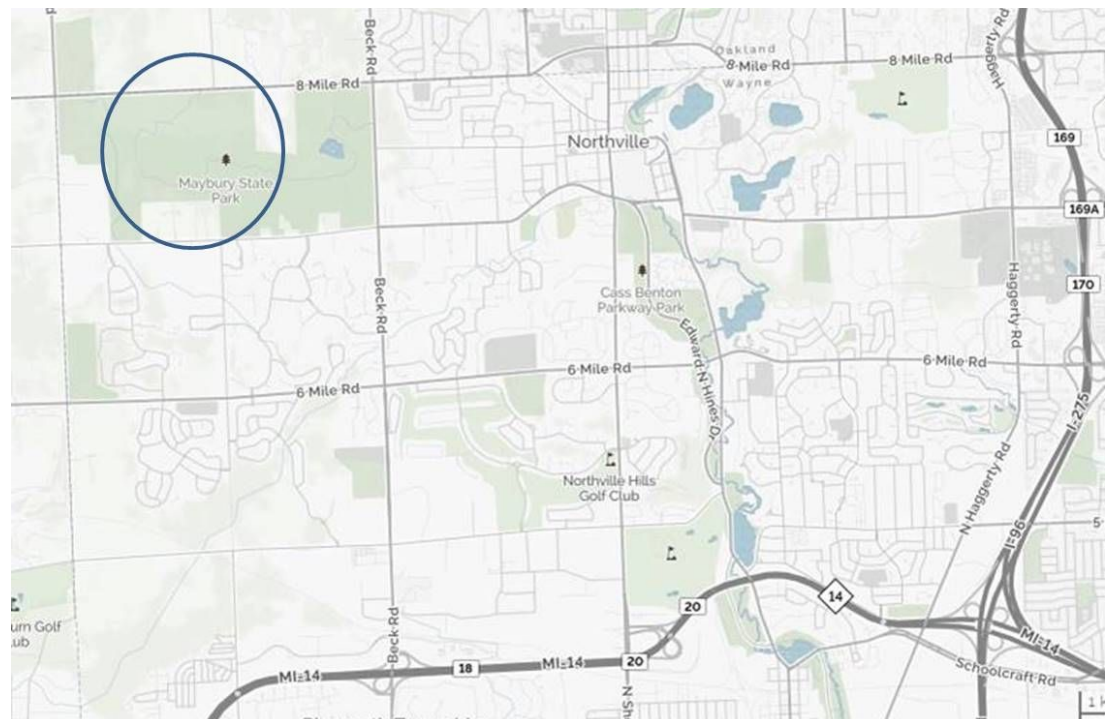 d
Beck Rd
Haggerty Rd
Oakland
8 Mile Rd
8 Mile Rd
8 Mile Rd
Wayne
Hagge
Northville
169
Maybury State
Park
169A
Beck Rd
Cass Benton
Parkway Park
Haggerty Rd
170
Edward N Hines Dr
6 Mile Rd
6 Mile Rd
6 Mile Rd
I-275
Northville Hills
Golf Club
N Haggerty Rd
5
I-96
14
20
urn Golf
lub
Beck Rd
MI-14
18
MI-14
20
MI-14
Schoolcraft Rd
N Sh
1 k